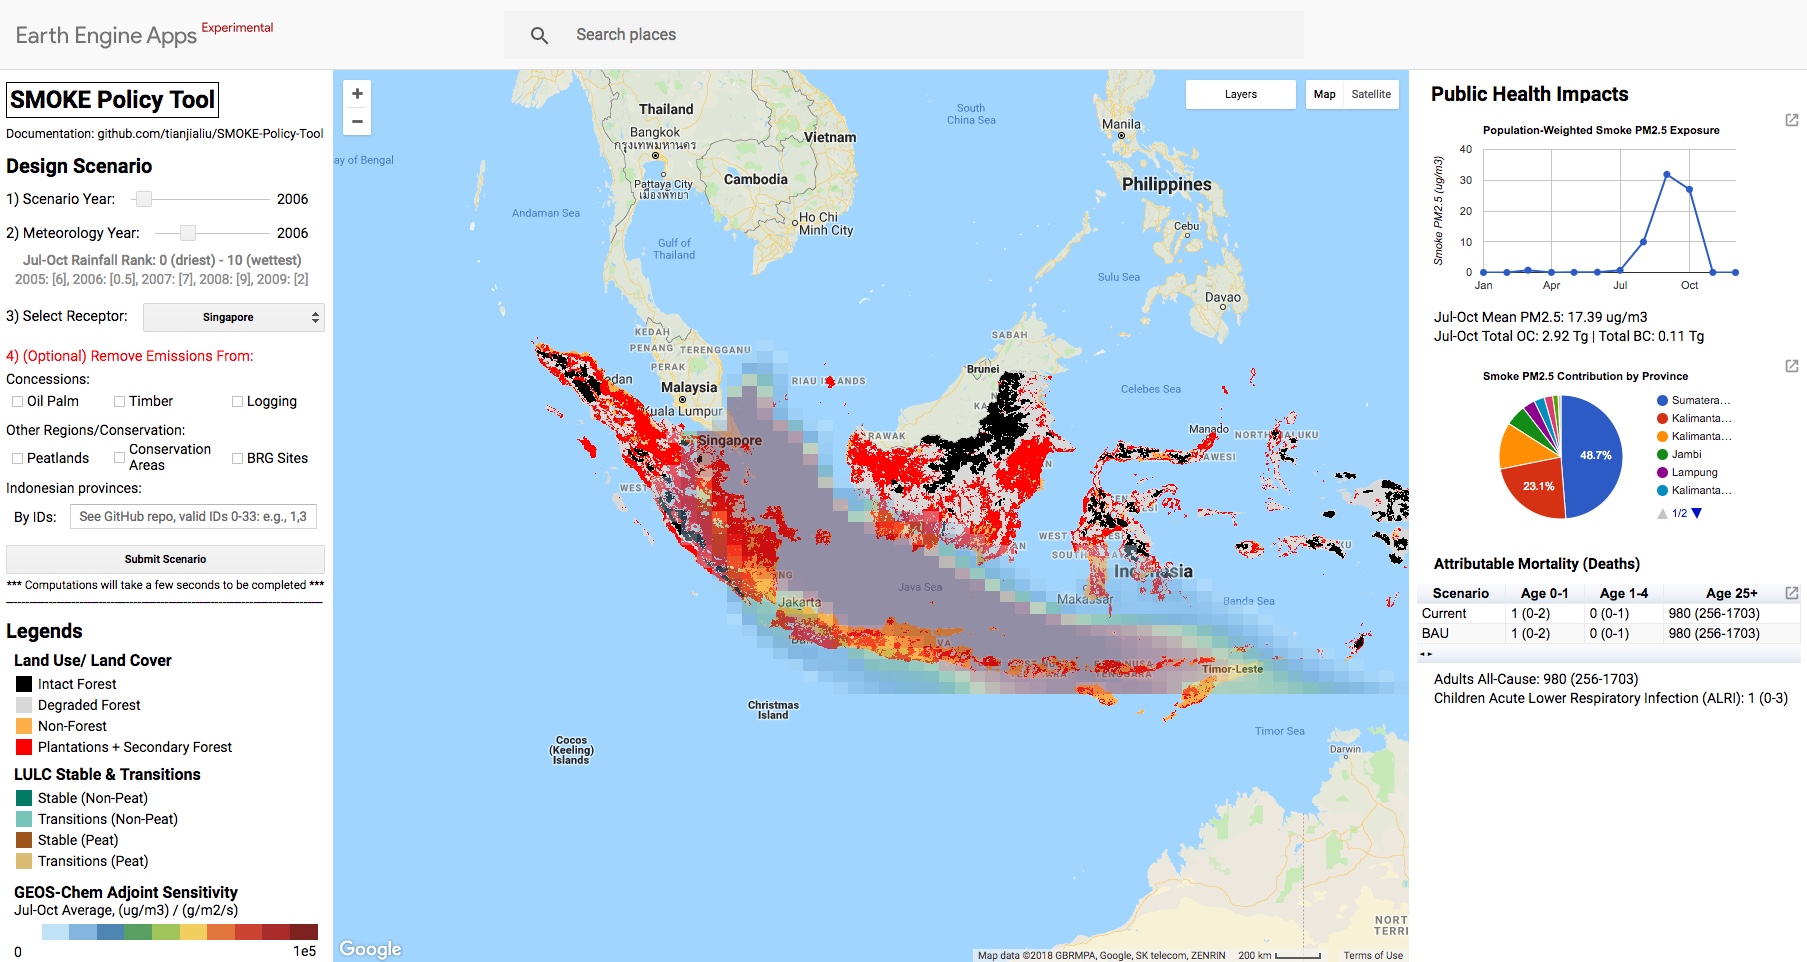 Earth Engine Apps Experimental
Search places
SMOKE Policy Tool
Documentation: github.com/tianjialiu/SMOKE-Policy-Tool
Design Scenario
1) Scenario Year: 2006
2) Meteorology Year: 2006
Jul-Oct Rainfall Rank: 0 (driest) - 10 (wettest)
2005: [6], 2006: [0.5], 2007: [7], 2008: [9], 2009: [2]
3) Select Receptor: Singapore
4) (Optional) Remove Emissions From:
Concessions:
Oil Palm Timber Logging
Other Regions/Conservation:
Peatlands Conservation Areas BRG Sites
Indonesian provinces:
By IDs: See GitHub repo, valid IDs 0-33: e.g., 1,3
Submit Scenario
*** Computations will take a few seconds to be completed ***
Legends
Land Use/ Land Cover
Intact Forest
Degraded Forest
Non-Forest
Plantations + Secondary Forest
LULC Stable & Transitions
Stable (Non-Peat)
Transitions (Non-Peat)
Stable (Peat)
Transitions (Peat)
GEOS-Chem Adjoint Sensitivity
Jul-Oct Average, (ug/m3) / (g/m2/s)
0 1e5
+
−
Layers
Map Satellite
ay of Bengal
Thailand
Bangkok
กรุงเทพมหานคร
Pattaya City
เมืองพัทยา
Vietnam
Cambodia
Ho Chi
Minh City
Andaman Sea
Gulf of
Thailand
South
China Sea
Manila
Philippines
Cebu
Sulu Sea
Davao
KEDAH
PENANG
TERENGGANU
PERAK
Malaysia
Kuala Lumpur
edan
RIAU ISLANDS
Singapore
WEST
SABAH
Brunei
RAWAK
Celebes Sea
Manado
NORTH MALUKU
AWESI
WEST
SOUTH
Indonesia
Makassar
Java Sea
Banda Sea
Jakarta
Timor-Leste
Christmas
Island
Cocos
(Keeling)
Islands
Timor Sea
Darwin
NORT
TERRI
Google
Map data ©2018 GBRMPA, Google, SK telecom, ZENRIN 200 km Terms of Use
Public Health Impacts
Population-Weighted Smoke PM2.5 Exposure
Smoke PM2.5 (ug/m3)
40
30
20
10
0
Jan Apr Jul Oct
Jul-Oct Mean PM2.5: 17.39 ug/m3
Jul-Oct Total OC: 2.92 Tg | Total BC: 0.11 Tg
Smoke PM2.5 Contribution by Province
48.7%
23.1%
Sumatera…
Kalimanta…
Kalimanta…
Jambi
Lampung
Kalimanta…
1/2
Attributable Mortality (Deaths)
Scenario Age 0-1 Age 1-4 Age 25+
Current 1 (0-2) 0 (0-1) 980 (256-1703)
BAU 1 (0-2) 0 (0-1) 980 (256-1703)
Adults All-Cause: 980 (256-1703)
Children Acute Lower Respiratory Infection (ALRI): 1 (0-3)